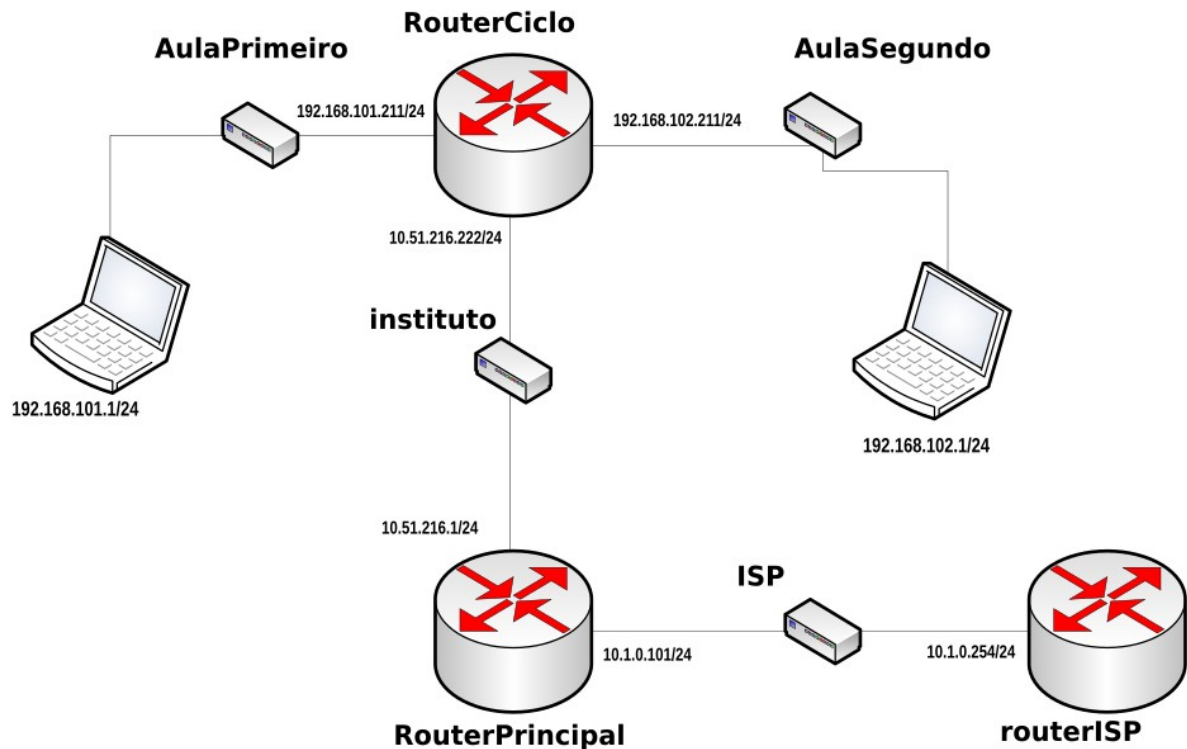 RouterCiclo
AulaPrimeiro
AulaSegundo
192.168.101.211/24
192.168.102.211/24
10.51.216.222/24
instituto
192.168.101.1/24
192.168.102.1/24
10.51.216.1/24
ISP
10.1.0.101/24
10.1.0.254/24
RouterPrincipal
routerISP